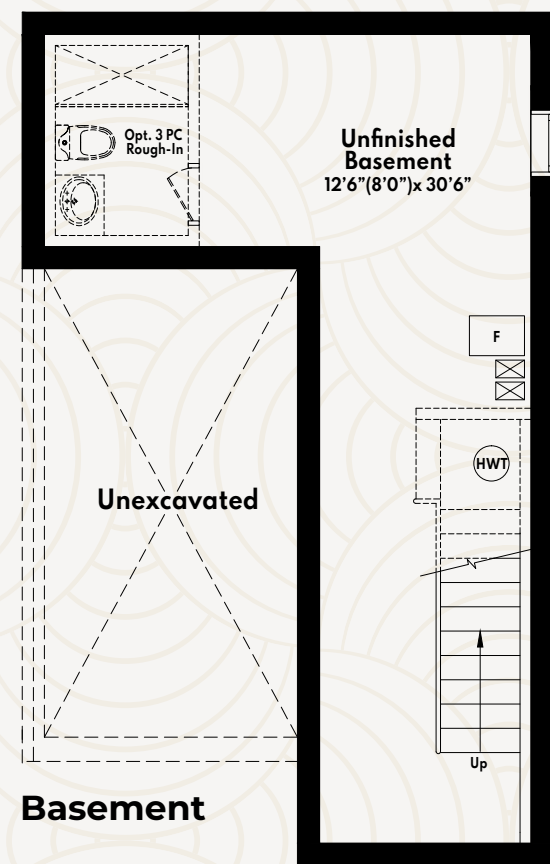 Opt. 3 PC
Rough-In
Unfinished
Basement
12’6”(8’0”)x 30’6”
F
HWT
Unexcavated
Up
Basement